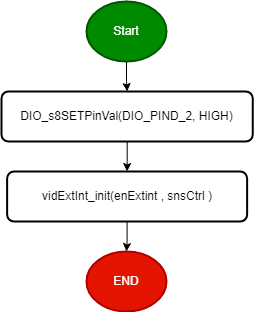 Start
DIO_s8SETPinVal(DIO_PIND_2, HIGH)
vidExtInt_init(enExtint , snsCtrl )
END